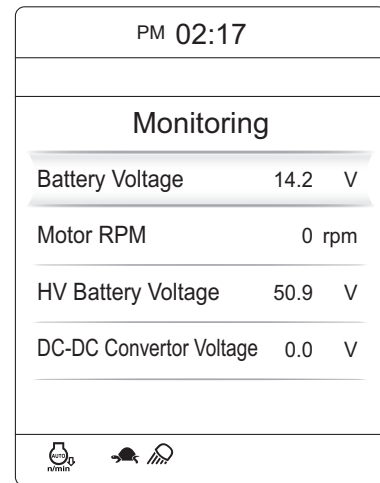 PM 02:17
Monitoring
Battery Voltage 14.2 V
Motor RPM 0 rpm
HV Battery Voltage 50.9 V
DC-DC Convertor Voltage 0.0 V
AUTO
n/min